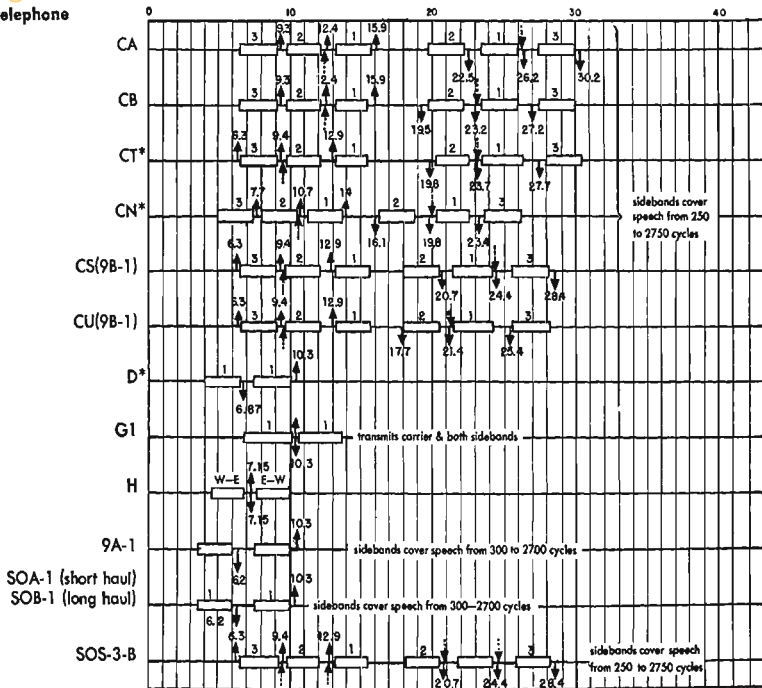 elephone
0 10 20 30 40
9.3 12.4 15.9
3 2 1 2 1 3
CA
22.5 26.2 30.2
9.3 12.4 15.9
3 2 1 2 1 3
CB
19.5 23.2 27.2
6.3 9.4 12.9
3 2 1 2 1 3
CT*
19.8 23.7 27.7
7.7 10.7 14
3 2 1 2 1 3
CN*
16.1 19.8 23.4
sidebands cover
speech from 250
to 2750 cycles
6.3 9.4 12.9
3 2 1 2 1 3
CS(9B-1)
20.7 24.4 28.4
6.3 9.4 12.9
3 2 1 2 1 3
CU(9B-1)
17.7 21.4 25.4
10.3
1 1
D*
6.87
1 1
G1 transmits carrier & both sidebands
10.3
7.15
W–E E–W
H
7.15
10.3
9A-1 sidebands cover speech from 300 to 2700 cycles
6.2
SOA-1 (short haul)
10.3
1 1
SOB-1 (long haul) sidebands cover speech from 300–2700 cycles
6.2
6.3 9.4 12.9
3 2 1 2 1 3
SOS-3-B
20.7 24.4 28.4
sidebands cover speech
from 250 to 2750 cycles